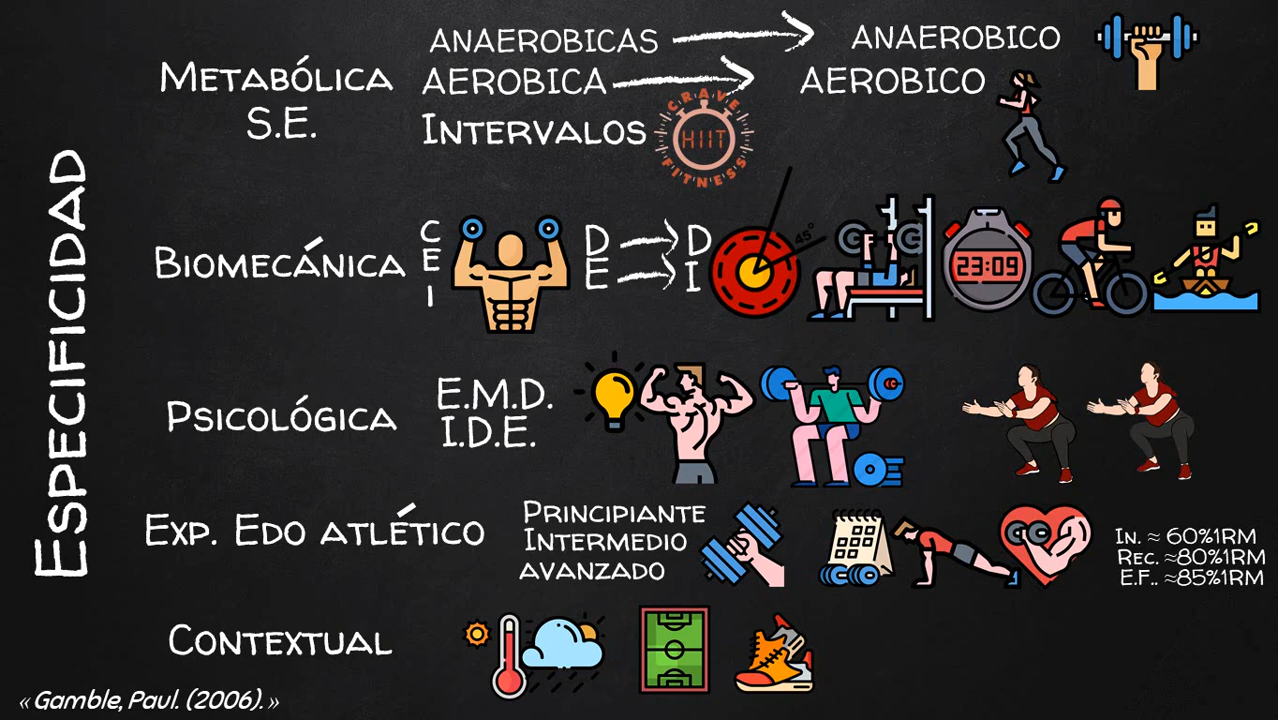 ESPECIFICIDAD
METABÓLICA
S.E.
ANAEROBICAS
ANAEROBICO
AEROBICA
AEROBICO
INTERVALOS
CRAVE
HIIT
FITNESS
BIOMECÁNICA
C
E
I
D
E
D
I
45°
23:09
PSICOLÓGICA
E.M.D.
I.D.E.
EXP. EDO ATLÉTICO
PRINCIPIANTE
INTERMEDIO
AVANZADO
IN. ≈ 60%1RM
REC. ≈80%1RM
E.F.. ≈85%1RM
CONTEXTUAL
« Gamble, Paul. (2006). »